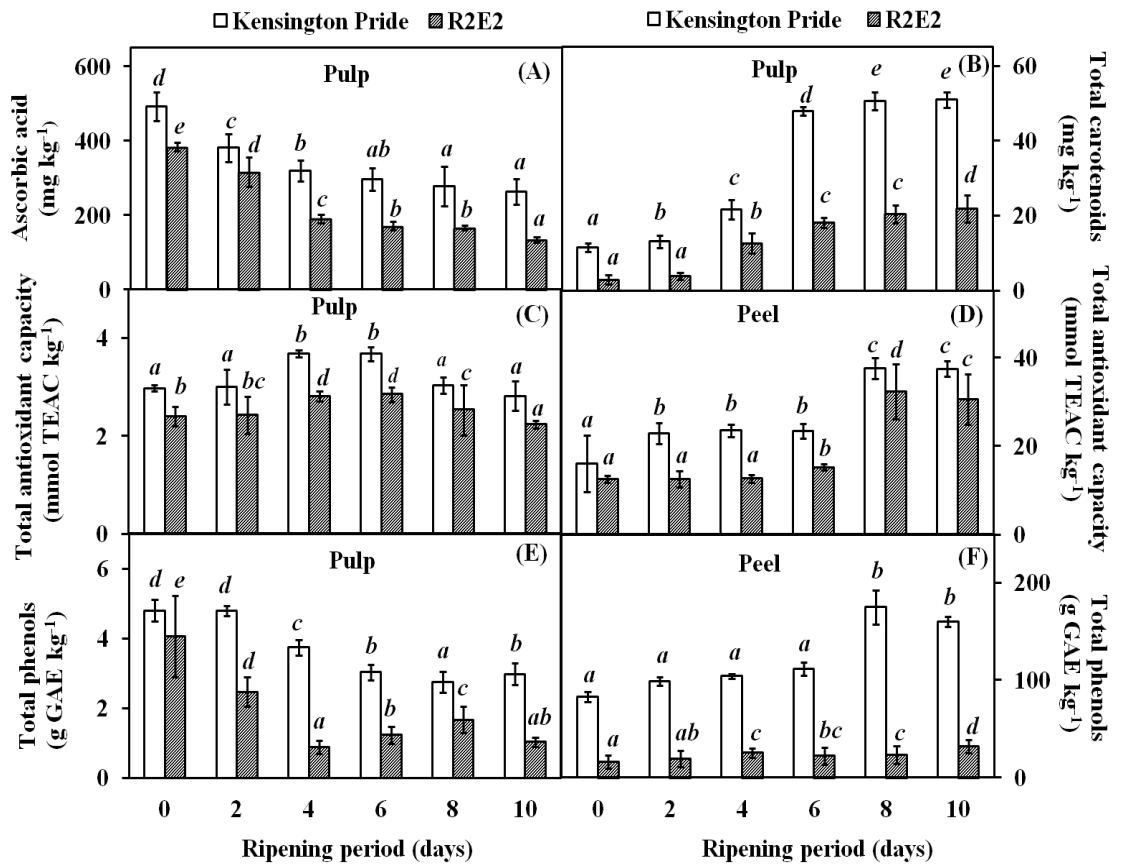 Kensington Pride R2E2 Kensington Pride R2E2
Pulp (A)
600
400
200
0
Ascorbic acid
(mg kg⁻¹)
d e c d b c ab b a b a a
Pulp (B)
60
40
20
0
Total carotenoids
(mg kg⁻¹)
a a b a c b d c e c e d
Pulp (C)
4
2
0
Total antioxidant capacity
(mmol TEAC kg⁻¹)
a b a bc b d b d a c a a
Peel (D)
40
20
0
Total antioxidant capacity
(mmol TEAC kg⁻¹)
a a b a b a b b c d c c
Pulp (E)
6
4
2
0
Total phenols
(g GAE kg⁻¹)
d e d d c a b b a c b ab
Peel (F)
200
100
0
Total phenols
(g GAE kg⁻¹)
a a a ab a c a bc b c b d
0 2 4 6 8 10 0 2 4 6 8 10
Ripening period (days) Ripening period (days)